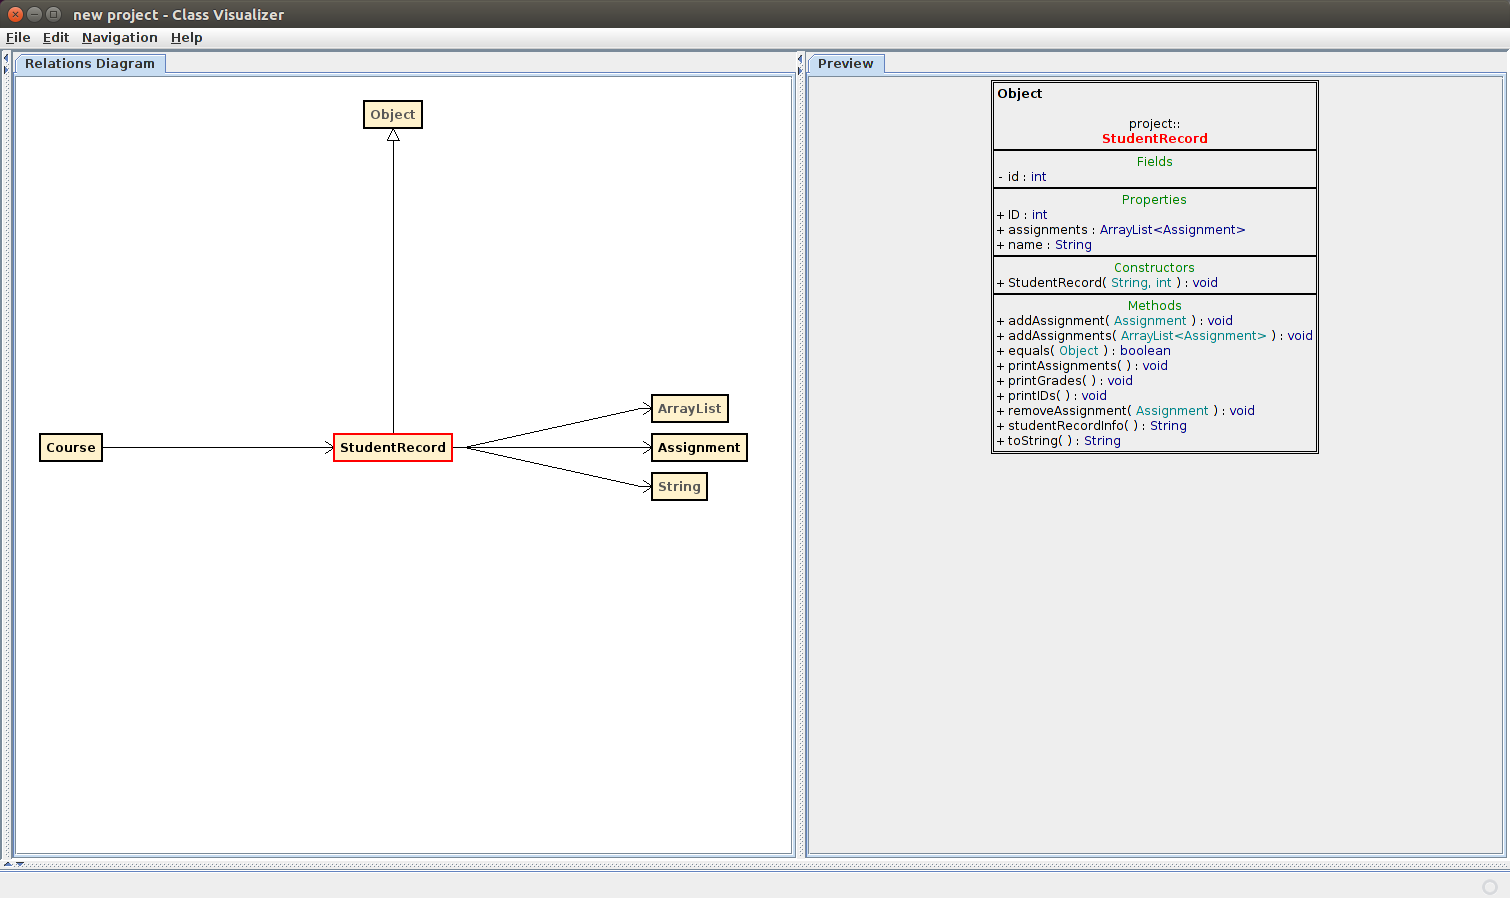 new project - Class Visualizer
File Edit Navigation Help
Relations Diagram
Object
Course
StudentRecord
ArrayList
Assignment
String
Preview
Object
project::
StudentRecord
Fields
- id : int
Properties
+ ID : int
+ assignments : ArrayList<Assignment>
+ name : String
Constructors
+ StudentRecord( String, int ) : void
Methods
+ addAssignment( Assignment ) : void
+ addAssignments( ArrayList<Assignment> ) : void
+ equals( Object ) : boolean
+ printAssignments( ) : void
+ printGrades( ) : void
+ printIDs( ) : void
+ removeAssignment( Assignment ) : void
+ studentRecordInfo( ) : String
+ toString( ) : String